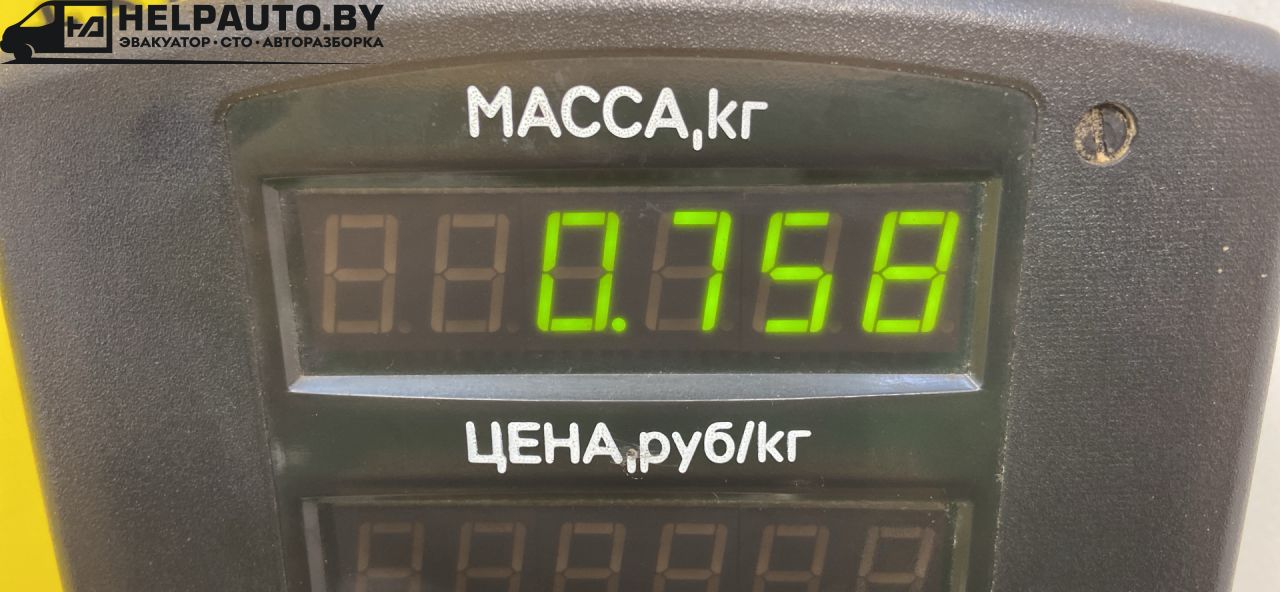 HELPAUTO.BY
ЭВАКУАТОР · СТО · АВТОРАЗБОРКА
МАССА,кг
0.758
ЦЕНА,руб/кг